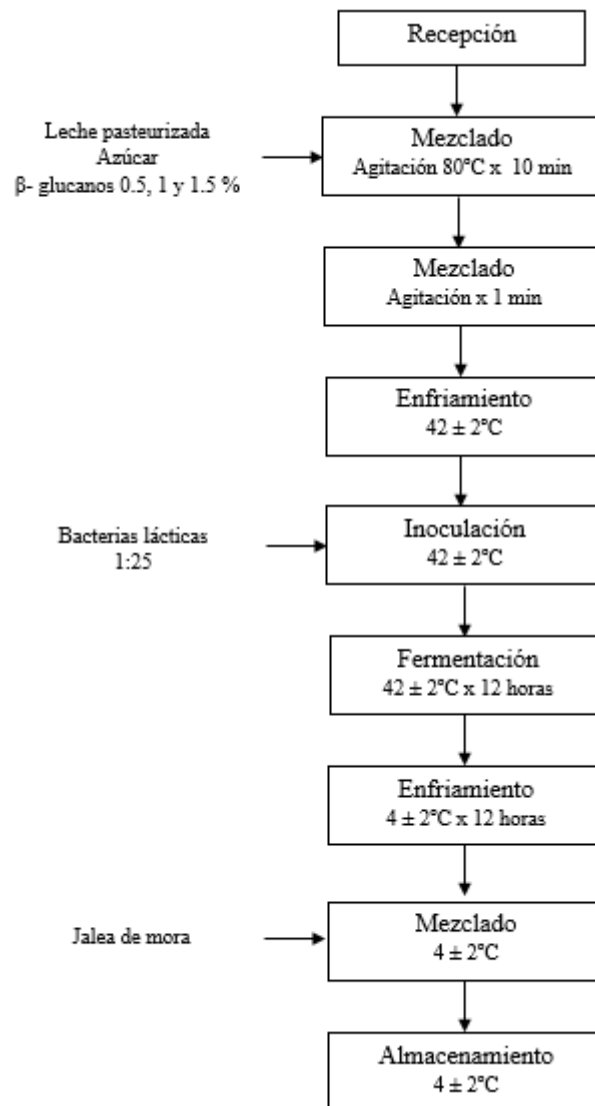 Recepción
Leche pasteurizada
Azúcar
β- glucanos 0.5, 1 y 1.5 %
Mezclado
Agitación 80°C x 10 min
Mezclado
Agitación x 1 min
Enfriamiento
42 ± 2°C
Bacterias lácticas
1:25
Inoculación
42 ± 2°C
Fermentación
42 ± 2°C x 12 horas
Enfriamiento
4 ± 2°C x 12 horas
Jalea de mora
Mezclado
4 ± 2°C
Almacenamiento
4 ± 2°C